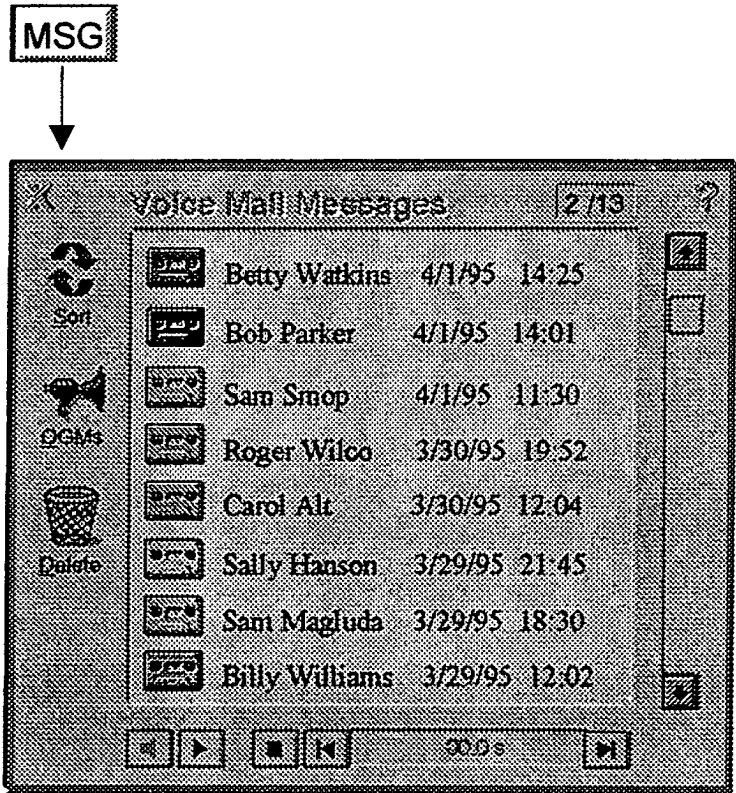 MSG
Voice Mail Messages 2/13 ?
Betty Watkins 4/1/95 14:25
Sort
Bob Parker 4/1/95 14:01
Sam Smop 4/1/95 11:30
OGMs
Roger Wilco 3/30/95 19:52
Carol Alt 3/30/95 12:04
Delete
Sally Hanson 3/29/95 21:45
Sam Magluda 3/29/95 18:30
Billy Williams 3/29/95 12:02